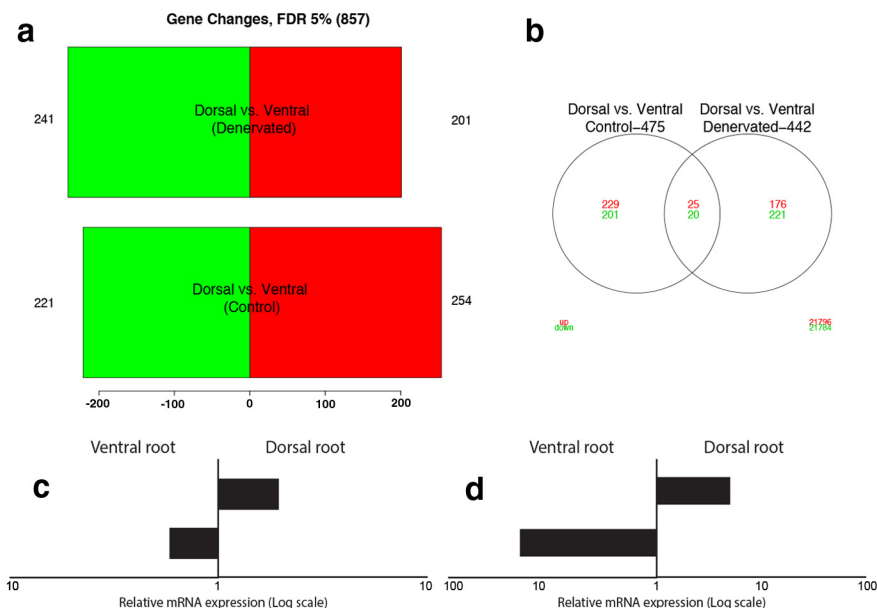 a
Gene Changes, FDR 5% (857)
241
Dorsal vs. Ventral
(Denervated)
201
221
Dorsal vs. Ventral
(Control)
254
-200 -100 0 100 200
b
Dorsal vs. Ventral
Control–475
Dorsal vs. Ventral
Denervated–442
229
201
25
20
176
221
up
down
21796
21784
c
Ventral root Dorsal root
10 1 10
Relative mRNA expression (Log scale)
d
Ventral root Dorsal root
100 10 1 10 100
Relative mRNA expression (Log scale)